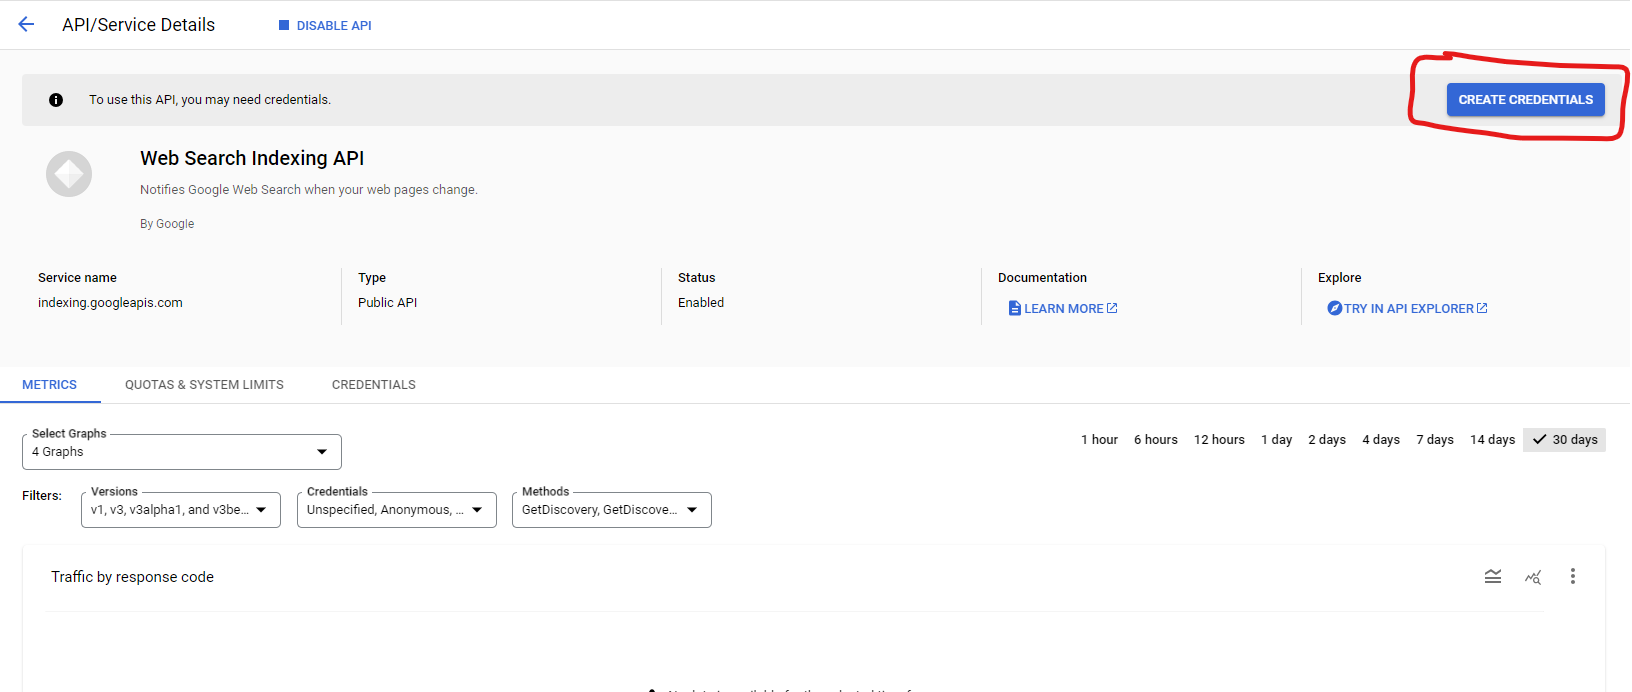 API/Service Details
DISABLE API
To use this API, you may need credentials.
CREATE CREDENTIALS
Web Search Indexing API
Notifies Google Web Search when your web pages change.
By Google
Service name
indexing.googleapis.com
Type
Public API
Status
Enabled
Documentation
LEARN MORE
Explore
TRY IN API EXPLORER
METRICS QUOTAS & SYSTEM LIMITS CREDENTIALS
Select Graphs
4 Graphs
1 hour 6 hours 12 hours 1 day 2 days 4 days 7 days 14 days 30 days
Filters:
Versions
v1, v3, v3alpha1, and v3be...
Credentials
Unspecified, Anonymous, ...
Methods
GetDiscovery, GetDiscove...
Traffic by response code